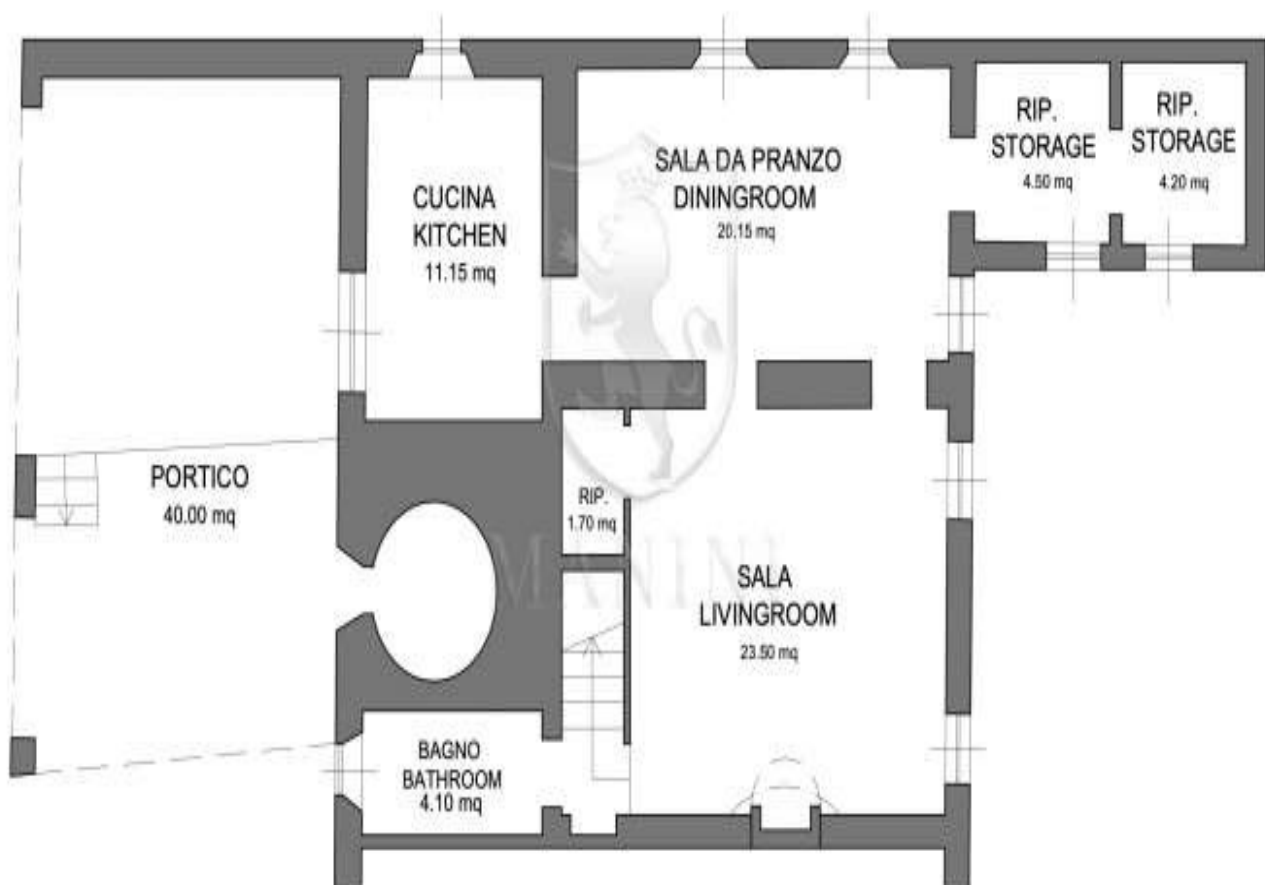 CUCINA
KITCHEN
11.15 mq
SALA DA PRANZO
DININGROOM
20.15 mq
RIP.
STORAGE
4.50 mq
RIP.
STORAGE
4.20 mq
PORTICO
40.00 mq
RIP.
1.70 mq
MANINI
SALA
LIVINGROOM
23.50 mq
BAGNO
BATHROOM
4.10 mq